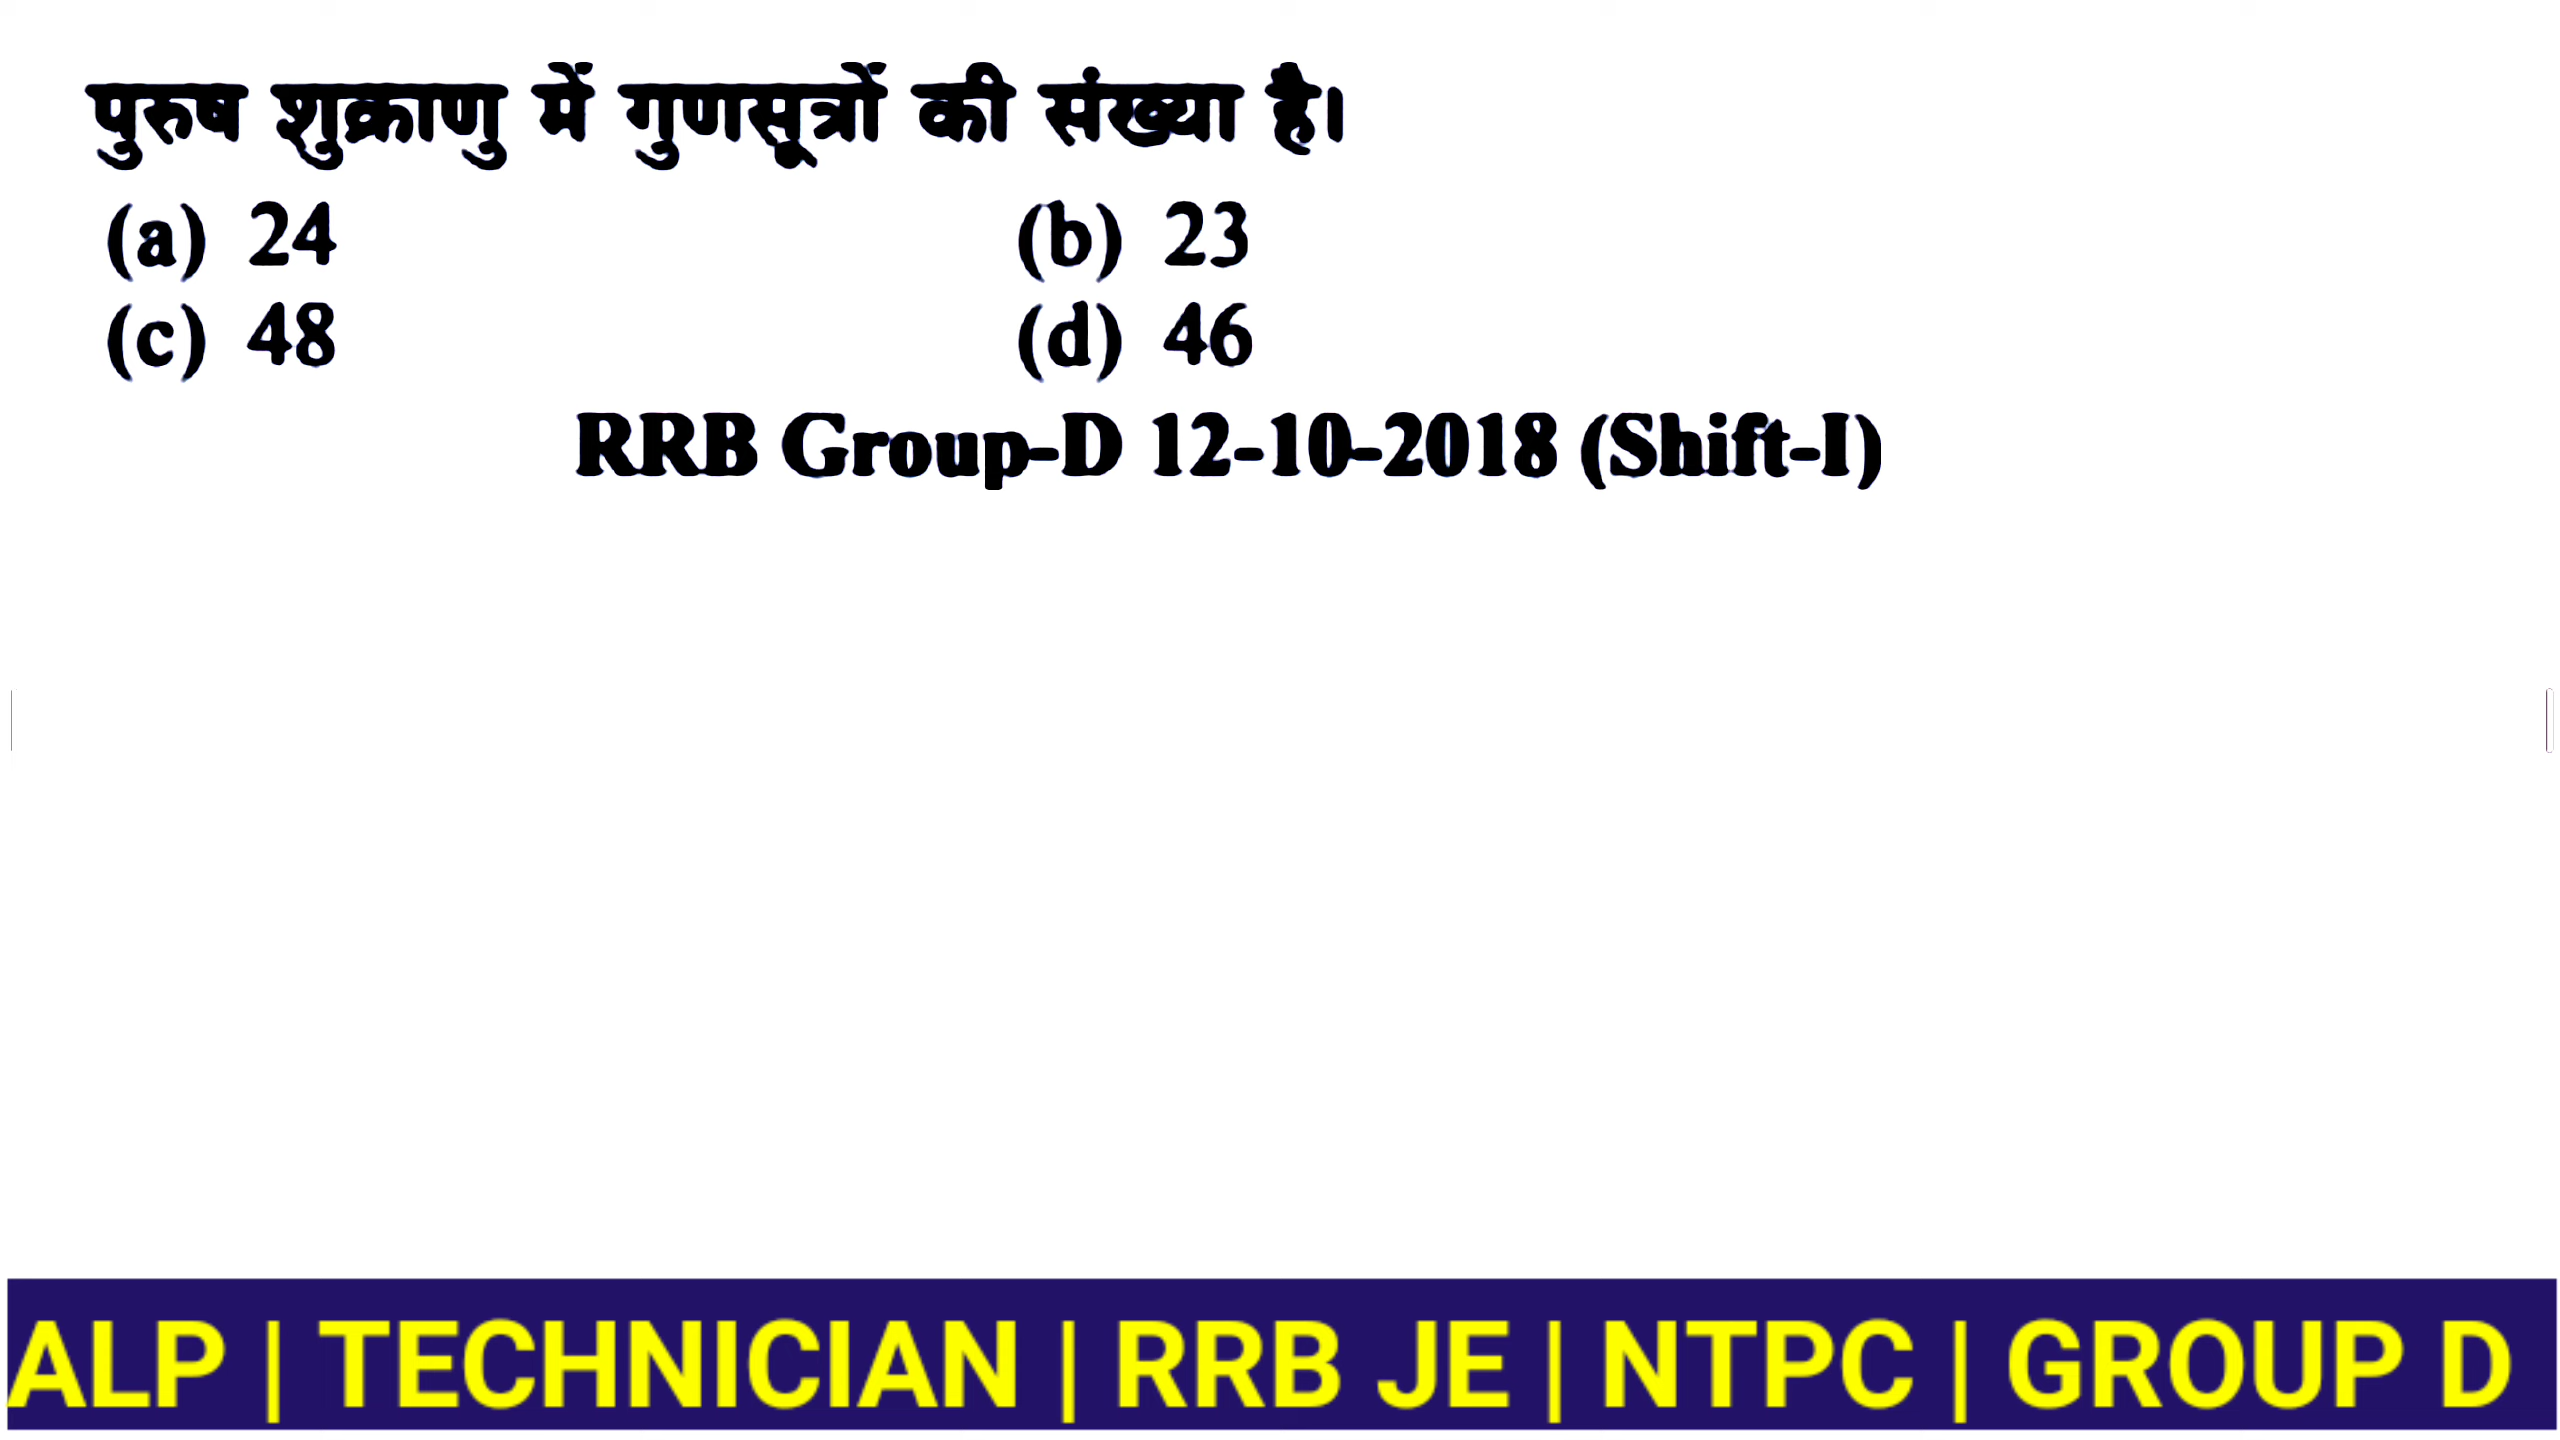 पुरुष शुक्राणु में गुणसूत्रों की संख्या है।
(a) 24 (b) 23
(c) 48 (d) 46
RRB Group-D 12-10-2018 (Shift-I)
ALP | TECHNICIAN | RRB JE | NTPC | GROUP D